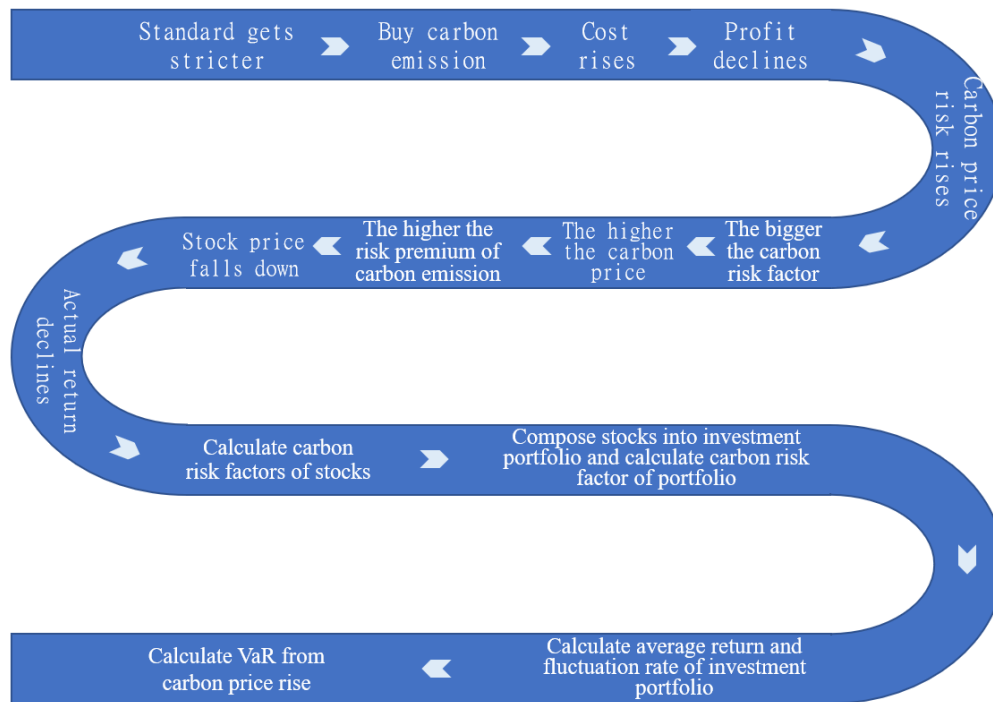 Standard gets
stricter
Buy carbon
emission
Cost
rises
Profit
declines
Carbon price
risk rises
The bigger
the carbon
risk factor
The higher
the carbon
price
The higher the
risk premium of
carbon emission
Stock price
falls down
Actual return
declines
Calculate carbon
risk factors of stocks
Compose stocks into investment
portfolio and calculate carbon risk
factor of portfolio
Calculate average return and
fluctuation rate of investment
portfolio
Calculate VaR from
carbon price rise